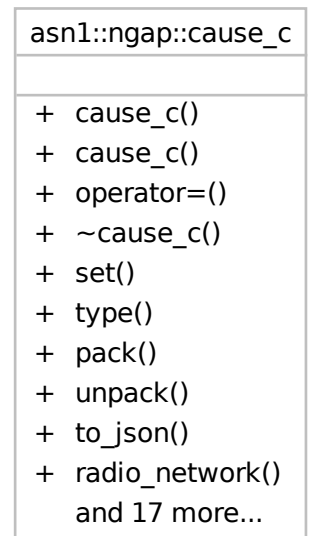 asn1::ngap::cause_c
+ cause_c()
+ cause_c()
+ operator=()
+ ~cause_c()
+ set()
+ type()
+ pack()
+ unpack()
+ to_json()
+ radio_network()
and 17 more...